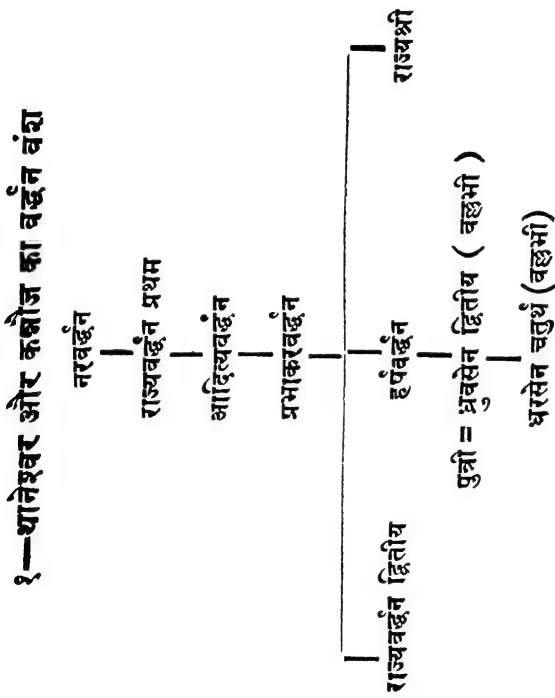 १—थानेश्वर और कन्नौज का वर्द्धन वंश
नरवर्द्धन
राज्यवर्द्धन प्रथम
आदित्यवर्द्धन
प्रभाकरवर्द्धन
राज्यवर्द्धन द्वितीय हर्षवर्द्धन राज्यश्री
पुत्री = ध्रुवसेन द्वितीय ( वल्लभी )
धरसेन चतुर्थ (वल्लभी)